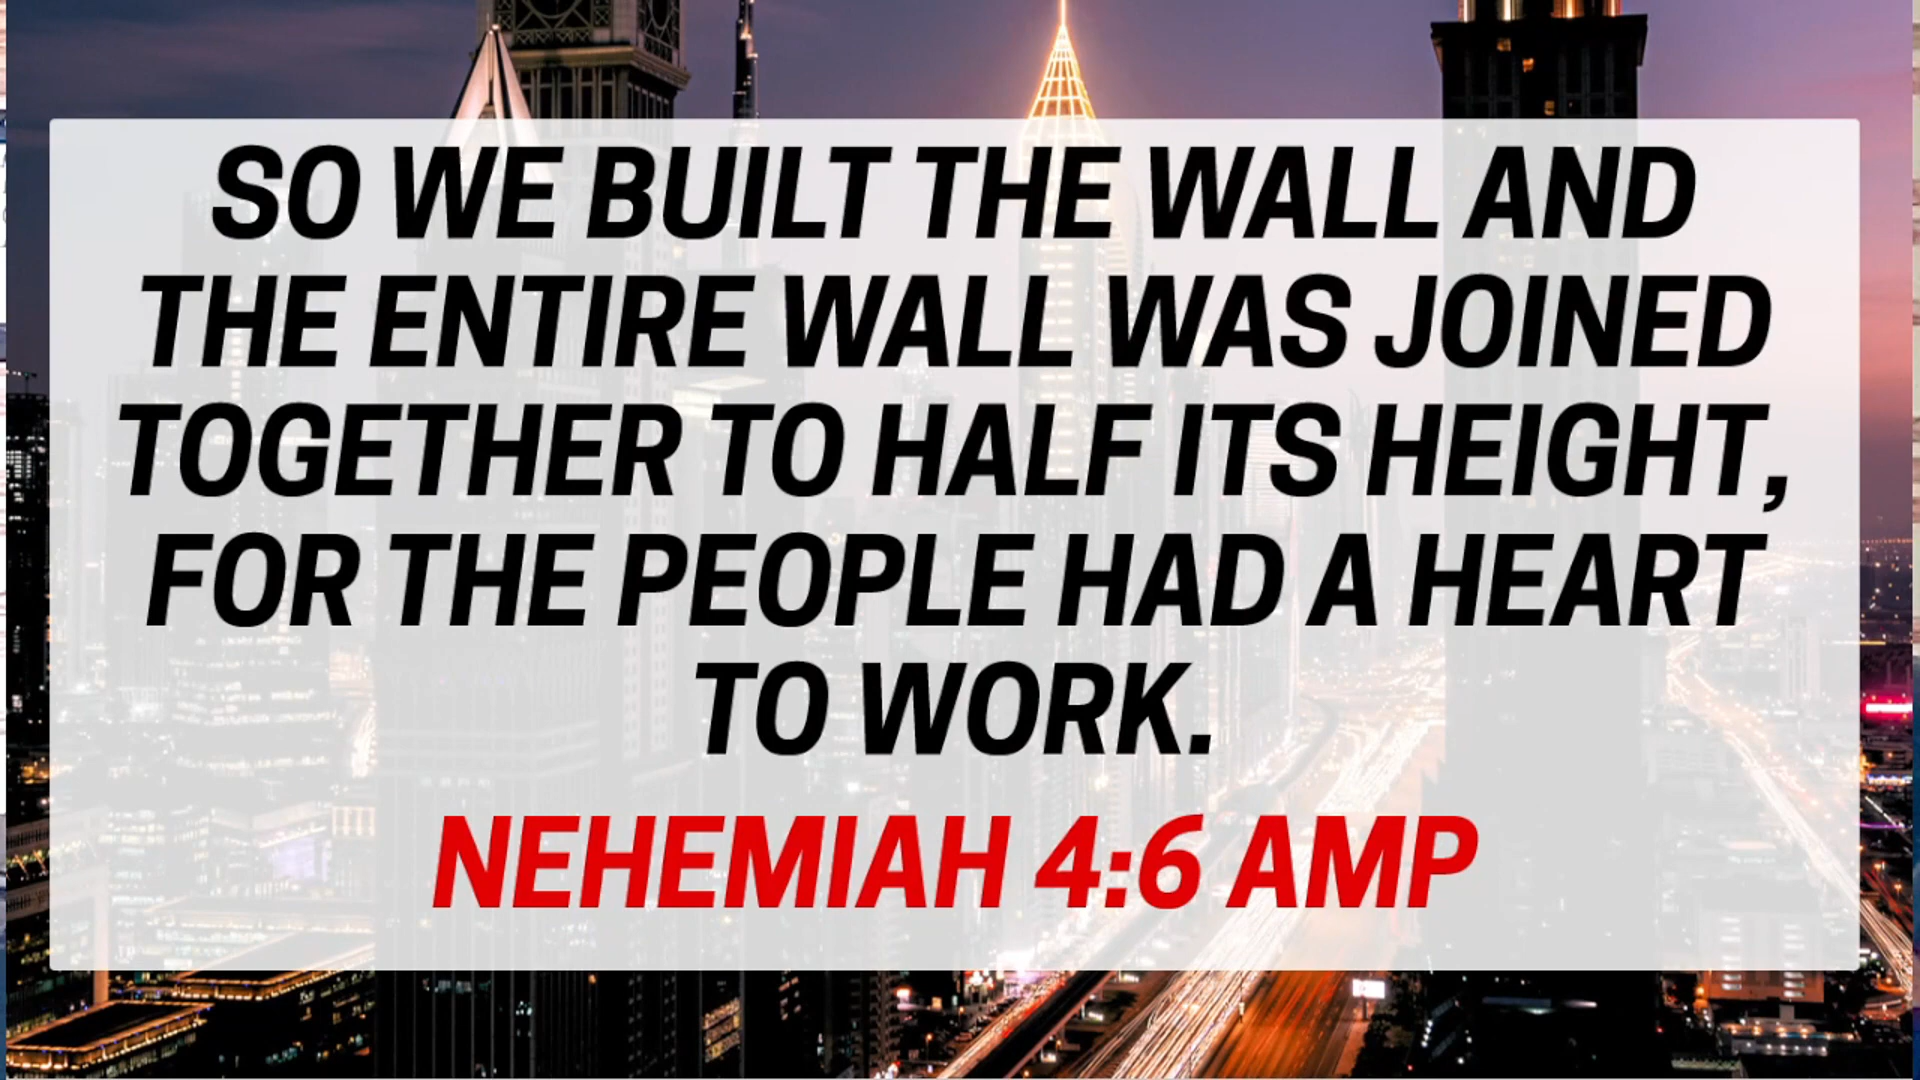 SO WE BUILT THE WALL AND
THE ENTIRE WALL WAS JOINED
TOGETHER TO HALF ITS HEIGHT,
FOR THE PEOPLE HAD A HEART
TO WORK.
NEHEMIAH 4:6 AMP